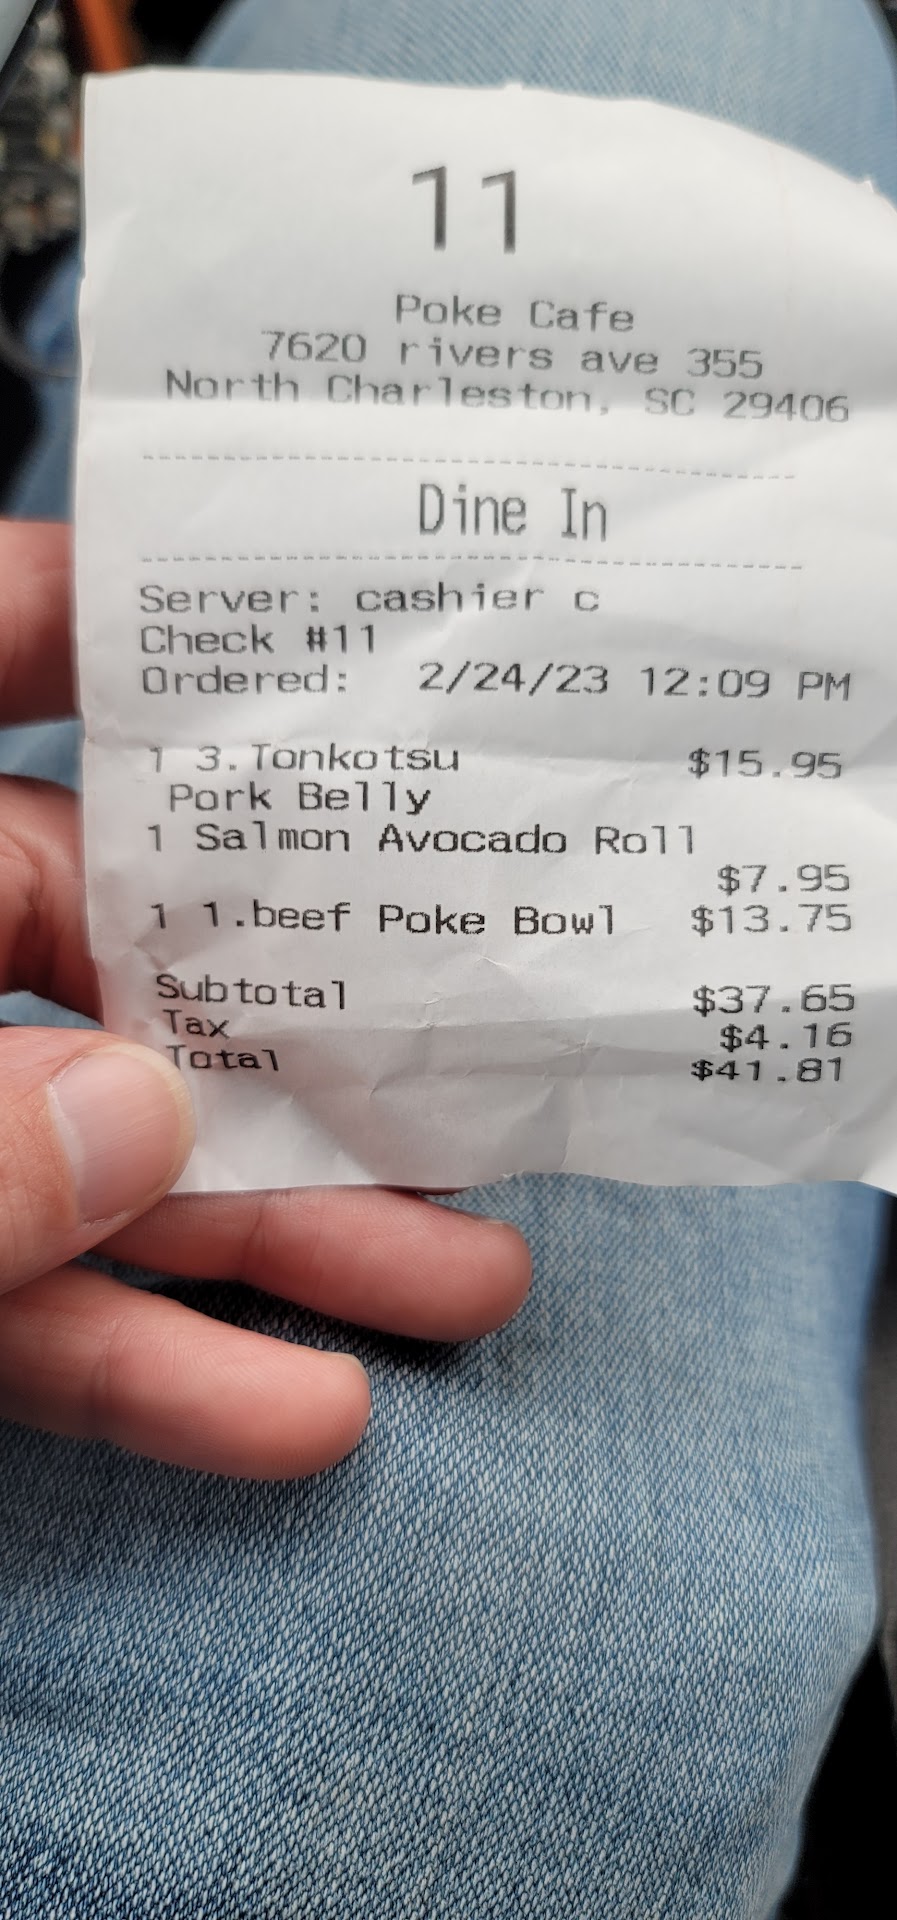 11
Poke Cafe
7620 rivers ave 355
North Charleston, SC 29406
Dine In
Server: cashier c
Check #11
Ordered: 2/24/23 12:09 PM
1 3.Tonkotsu $15.95
Pork Belly
1 Salmon Avocado Roll
$7.95
1 1.beef Poke Bowl $13.75
Subtotal $37.65
Tax $4.16
Total $41.81